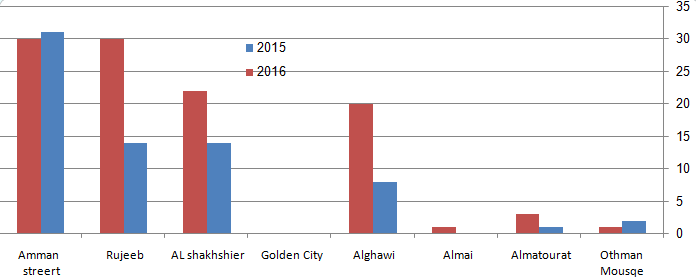 2015
2016
35
30
25
20
15
10
5
0
Amman streert
Rujeeb
AL shakhshier
Golden City
Alghawi
Almai
Almatourat
Othman Mousqe